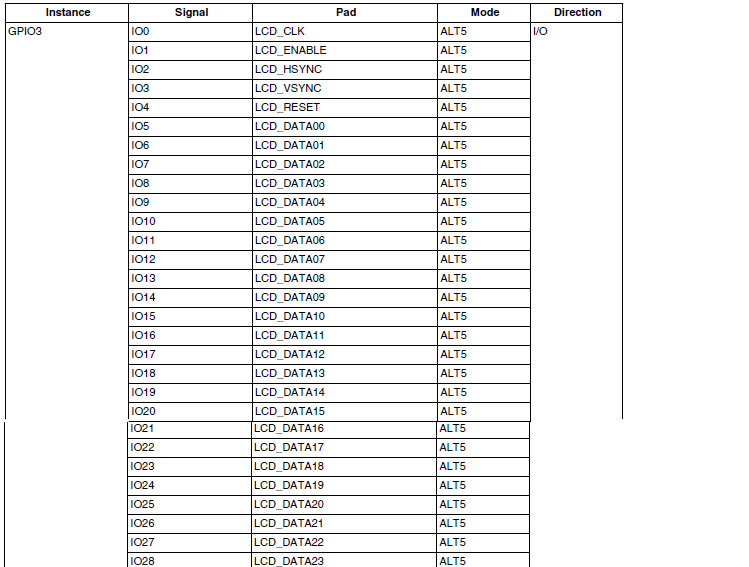 Instance Signal Pad Mode Direction
GPIO3 IO0 LCD_CLK ALT5 I/O
IO1 LCD_ENABLE ALT5
IO2 LCD_HSYNC ALT5
IO3 LCD_VSYNC ALT5
IO4 LCD_RESET ALT5
IO5 LCD_DATA00 ALT5
IO6 LCD_DATA01 ALT5
IO7 LCD_DATA02 ALT5
IO8 LCD_DATA03 ALT5
IO9 LCD_DATA04 ALT5
IO10 LCD_DATA05 ALT5
IO11 LCD_DATA06 ALT5
IO12 LCD_DATA07 ALT5
IO13 LCD_DATA08 ALT5
IO14 LCD_DATA09 ALT5
IO15 LCD_DATA10 ALT5
IO16 LCD_DATA11 ALT5
IO17 LCD_DATA12 ALT5
IO18 LCD_DATA13 ALT5
IO19 LCD_DATA14 ALT5
IO20 LCD_DATA15 ALT5
IO21 LCD_DATA16 ALT5
IO22 LCD_DATA17 ALT5
IO23 LCD_DATA18 ALT5
IO24 LCD_DATA19 ALT5
IO25 LCD_DATA20 ALT5
IO26 LCD_DATA21 ALT5
IO27 LCD_DATA22 ALT5
IO28 LCD_DATA23 ALT5